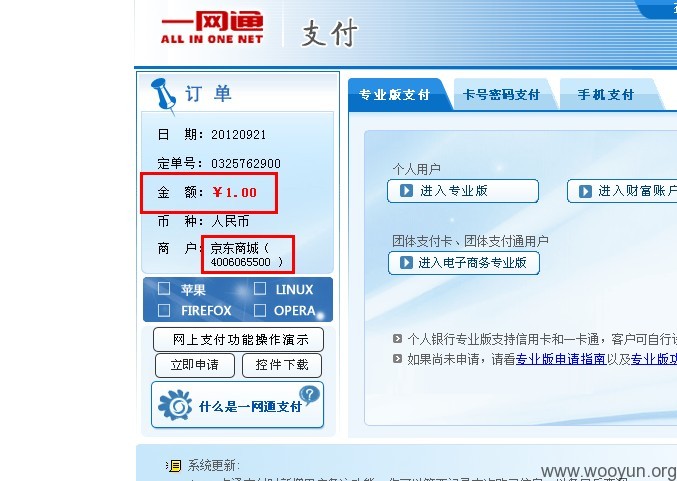 一网通
ALL IN ONE NET
支付
订 单
日 期：20120921
定单号：0325762900
金 额：￥1.00
币 种：人民币
商 户：京东商城（
4006065500 ）
苹果
LINUX
FIREFOX
OPERA
网上支付功能操作演示
立即申请
控件下载
什么是一网通支付
专业版支付
卡号密码支付
手机支付
个人用户
进入专业版
进入财富账户
团体支付卡、团体支付通用户
进入电子商务专业版
个人银行专业版支持信用卡和一卡通，客户可自行
如果尚未申请，请看专业版申请指南以及专业版
系统更新:
www.wooyun.org